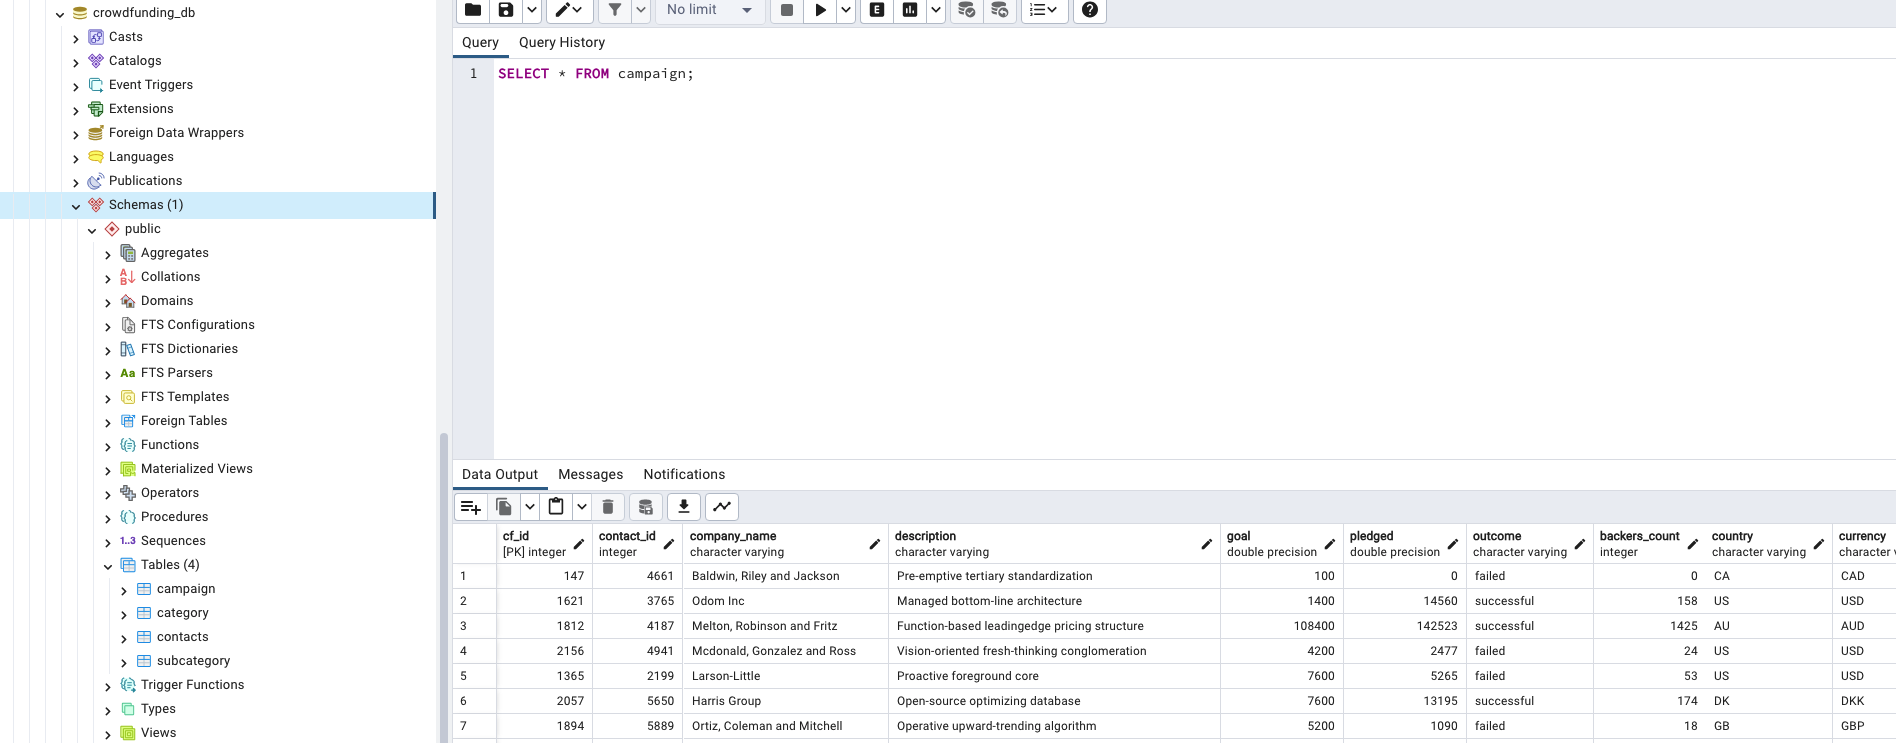 crowdfunding_db
Casts
Catalogs
Event Triggers
Extensions
Foreign Data Wrappers
Languages
Publications
Schemas (1)
public
Aggregates
Collations
Domains
FTS Configurations
FTS Dictionaries
Aa FTS Parsers
FTS Templates
Foreign Tables
Functions
Materialized Views
Operators
Procedures
1..3 Sequences
Tables (4)
campaign
category
contacts
subcategory
Trigger Functions
Types
Views
No limit
E
Query Query History
1 SELECT * FROM campaign;
Data Output Messages Notifications
cf_id contact_id company_name description goal pledged outcome backers_count country currency
[PK] integer integer character varying character varying double precision double precision character varying integer character varying character
1 147 4661 Baldwin, Riley and Jackson Pre-emptive tertiary standardization 100 0 failed 0 CA CAD
2 1621 3765 Odom Inc Managed bottom-line architecture 1400 14560 successful 158 US USD
3 1812 4187 Melton, Robinson and Fritz Function-based leadingedge pricing structure 108400 142523 successful 1425 AU AUD
4 2156 4941 Mcdonald, Gonzalez and Ross Vision-oriented fresh-thinking conglomeration 4200 2477 failed 24 US USD
5 1365 2199 Larson-Little Proactive foreground core 7600 5265 failed 53 US USD
6 2057 5650 Harris Group Open-source optimizing database 7600 13195 successful 174 DK DKK
7 1894 5889 Ortiz, Coleman and Mitchell Operative upward-trending algorithm 5200 1090 failed 18 GB GBP